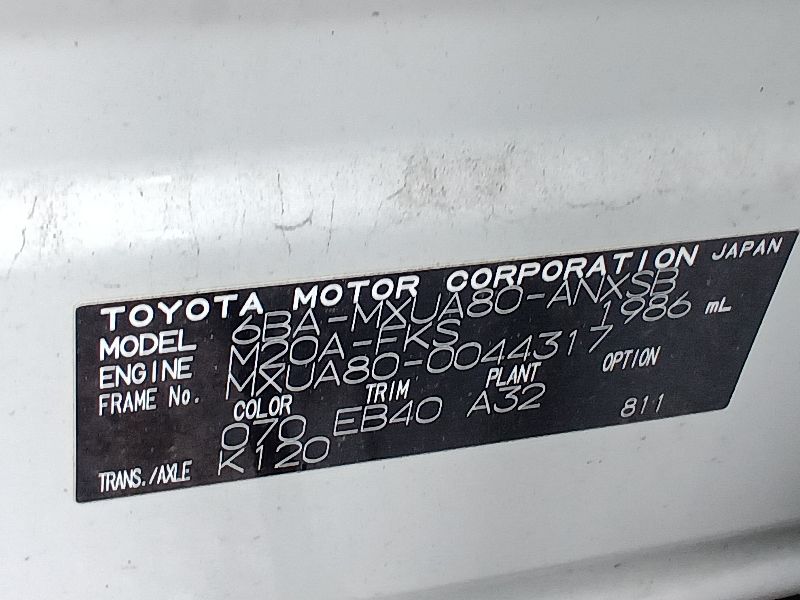 TOYOTA MOTOR CORPORATION JAPAN
MODEL 6BA-MXUA80-ANXSB
ENGINE M20A-FKS 1986 mL
FRAME No. MXUA80-0044317
COLOR TRIM PLANT OPTION
070 EB40 A32 811
TRANS./AXLE K120